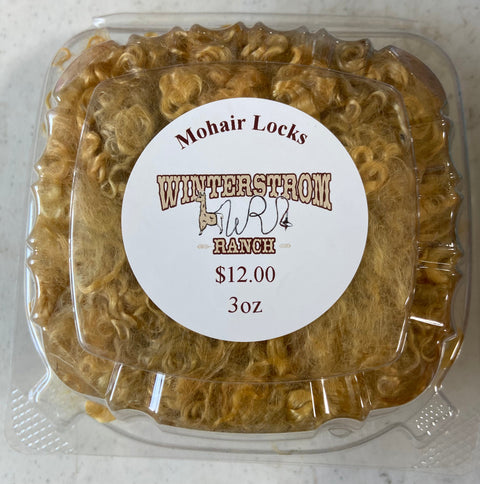 Mohair Locks
WINTERSTROM
WR
RANCH
$12.00
3oz